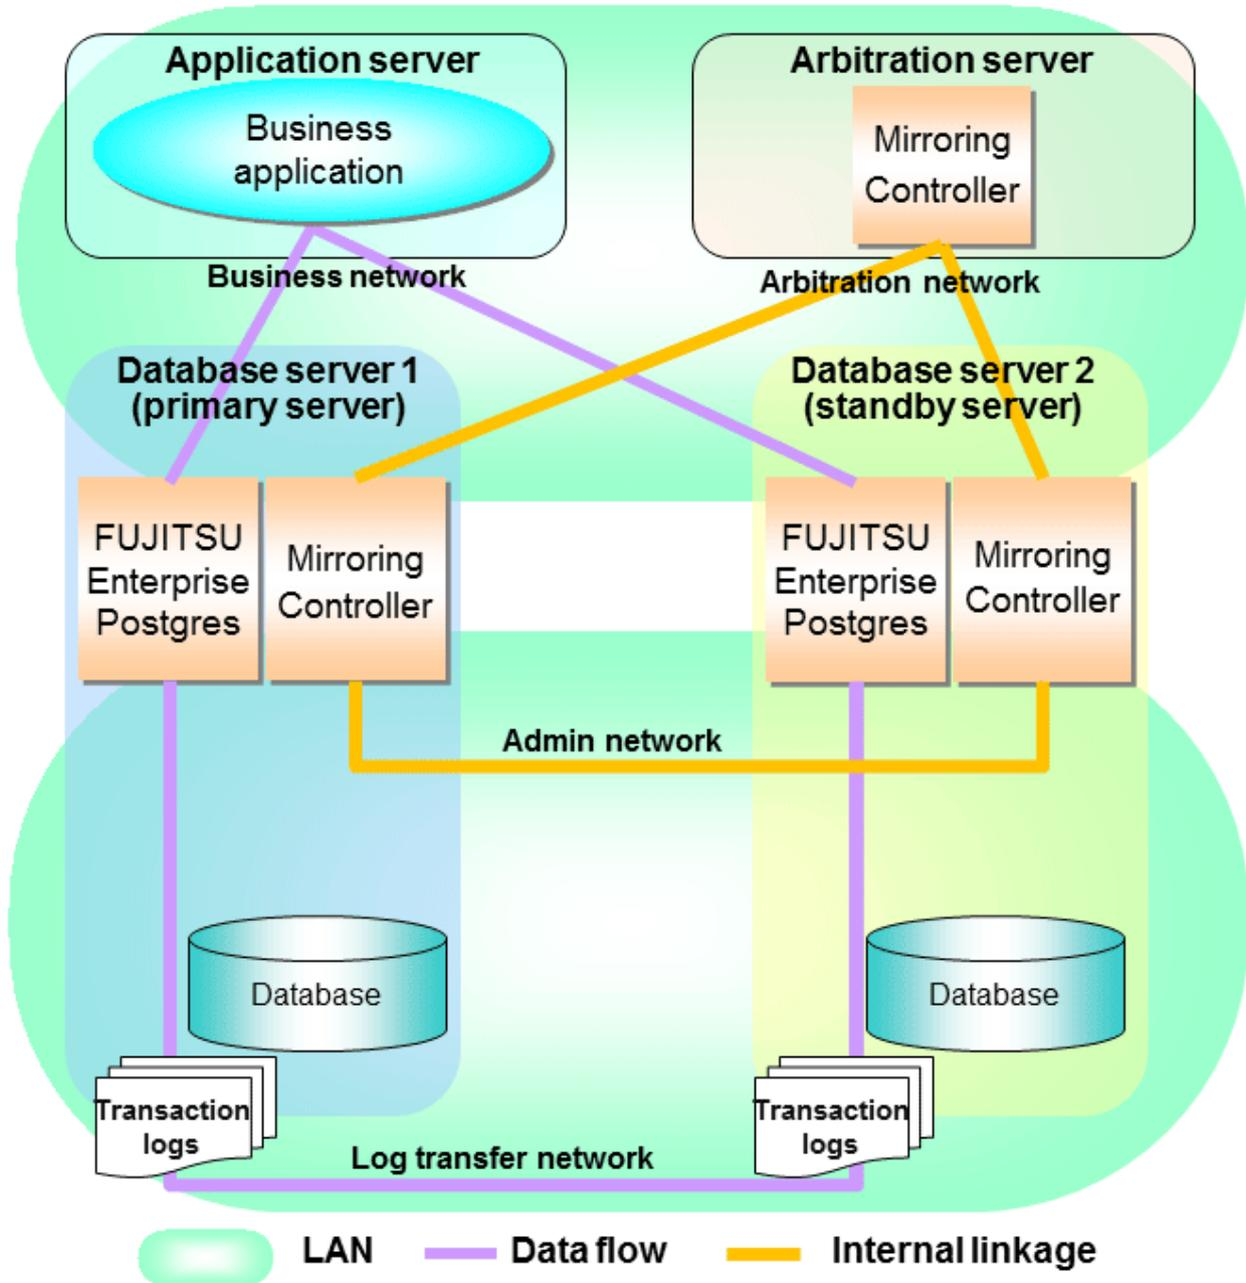 Application server
Business
application
Arbitration server
Mirroring
Controller
Business network
Arbitration network
Database server 1
(primary server)
Database server 2
(standby server)
FUJITSU
Enterprise
Postgres
Mirroring
Controller
FUJITSU
Enterprise
Postgres
Mirroring
Controller
Admin network
Database
Database
Transaction
logs
Transaction
logs
Log transfer network
LAN
Data flow
Internal linkage